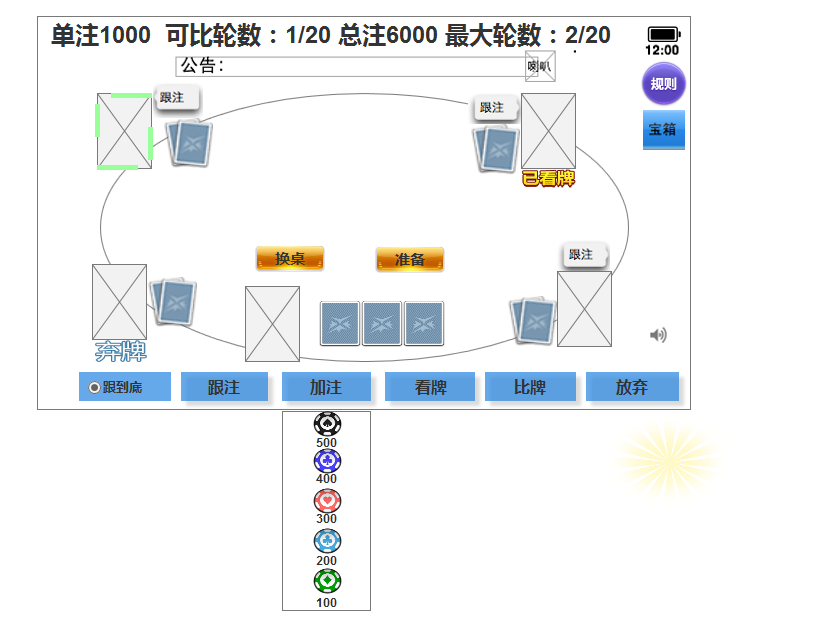 单注1000 可比轮数：1/20 总注6000 最大轮数：2/20
12:00
公告：
喇叭
规则
宝箱
跟注
跟注
已看牌
跟注
换桌
准备
弃牌
跟到底
跟注
加注
看牌
比牌
放弃
500
400
300
200
100